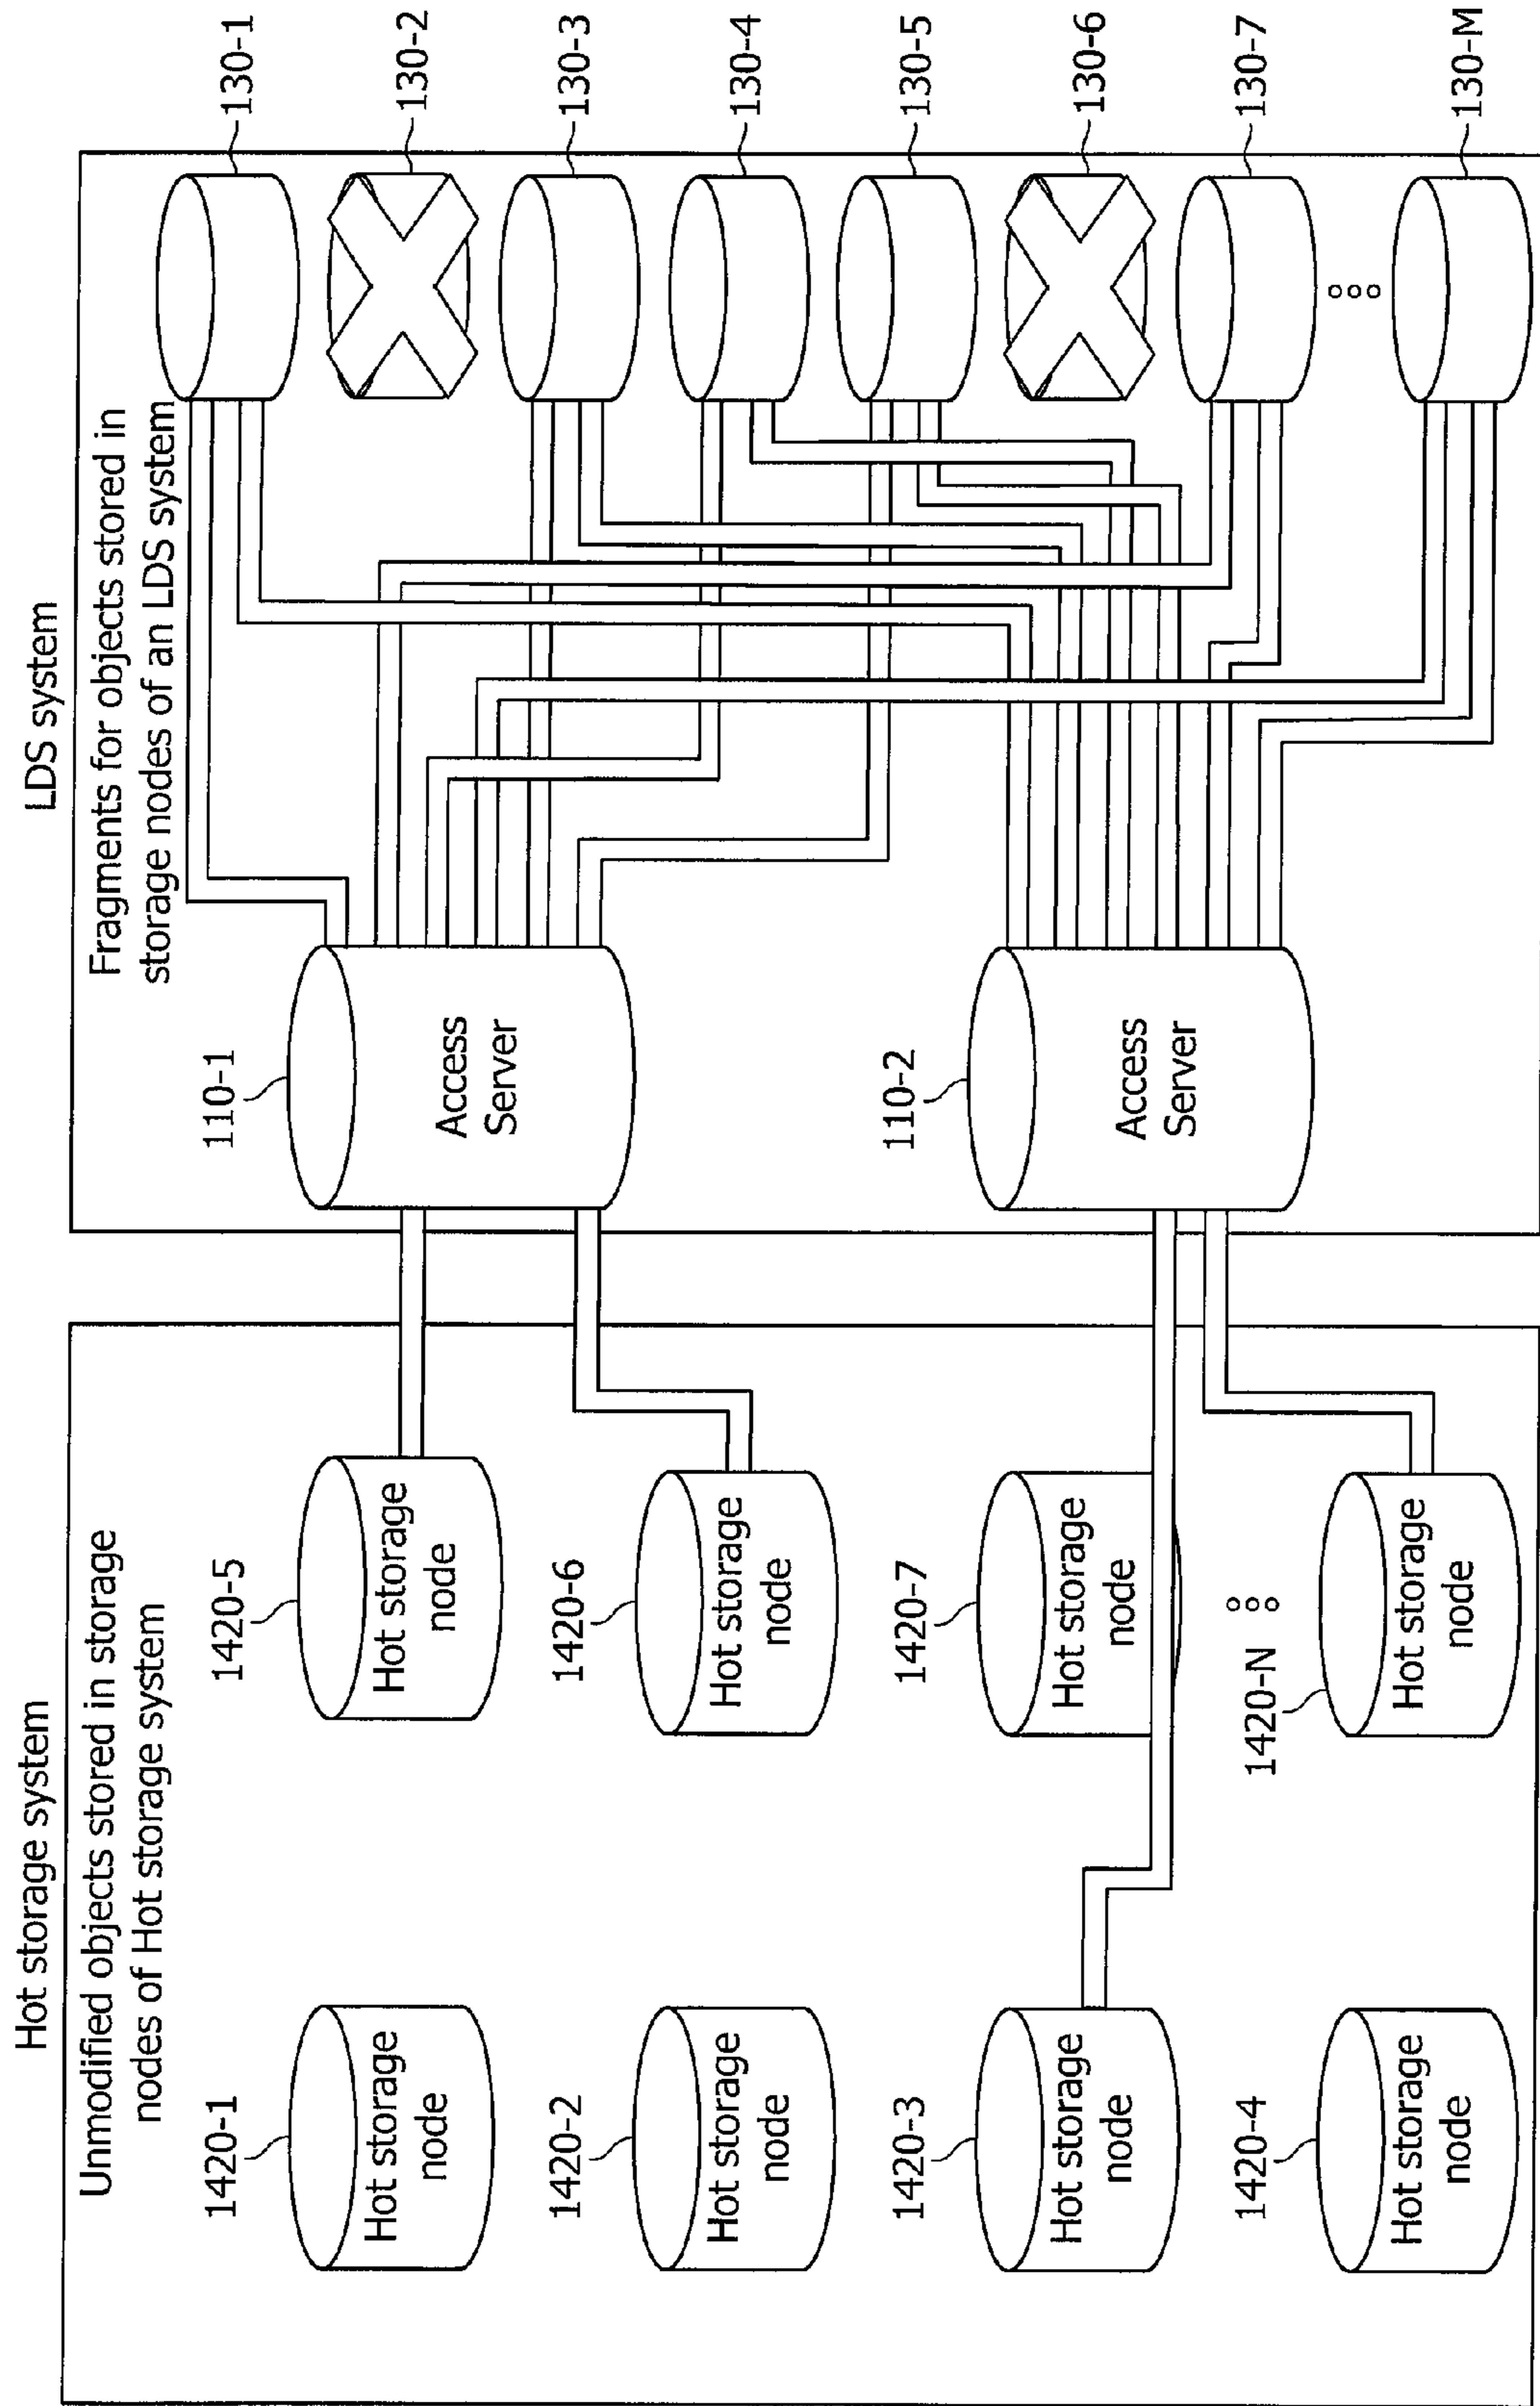 Hot storage system
Unmodified objects stored in storage
nodes of Hot storage system
1420-1
Hot storage
node
1420-5
Hot storage
node
1420-2
Hot storage
node
1420-6
Hot storage
node
1420-3
Hot storage
node
1420-7
Hot storage
node
1420-4
Hot storage
node
1420-N
Hot storage
node
LDS system
Fragments for objects stored in
storage nodes of an LDS system
110-1
Access
Server
110-2
Access
Server
130-1
130-2
130-3
130-4
130-5
130-6
130-7
130-M